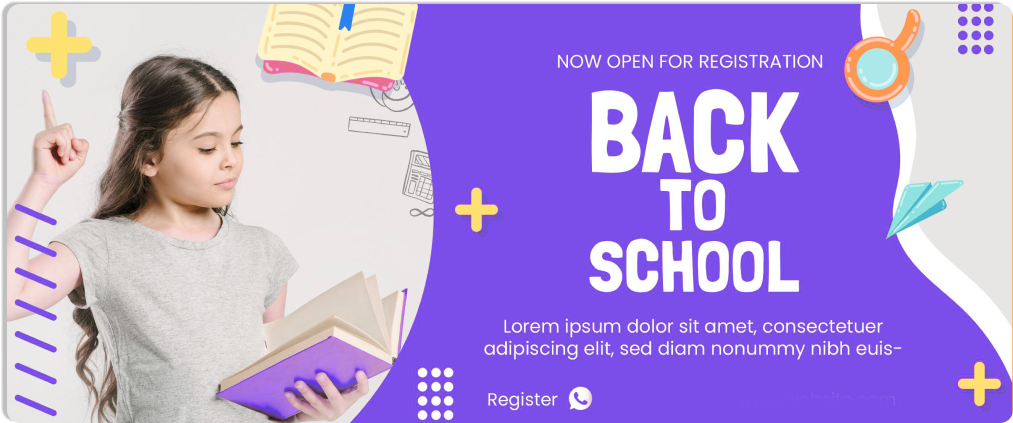 NOW OPEN FOR REGISTRATION
BACK
TO
SCHOOL
Lorem ipsum dolor sit amet, consectetuer
adipiscing elit, sed diam nonummy nibh euis-
Register